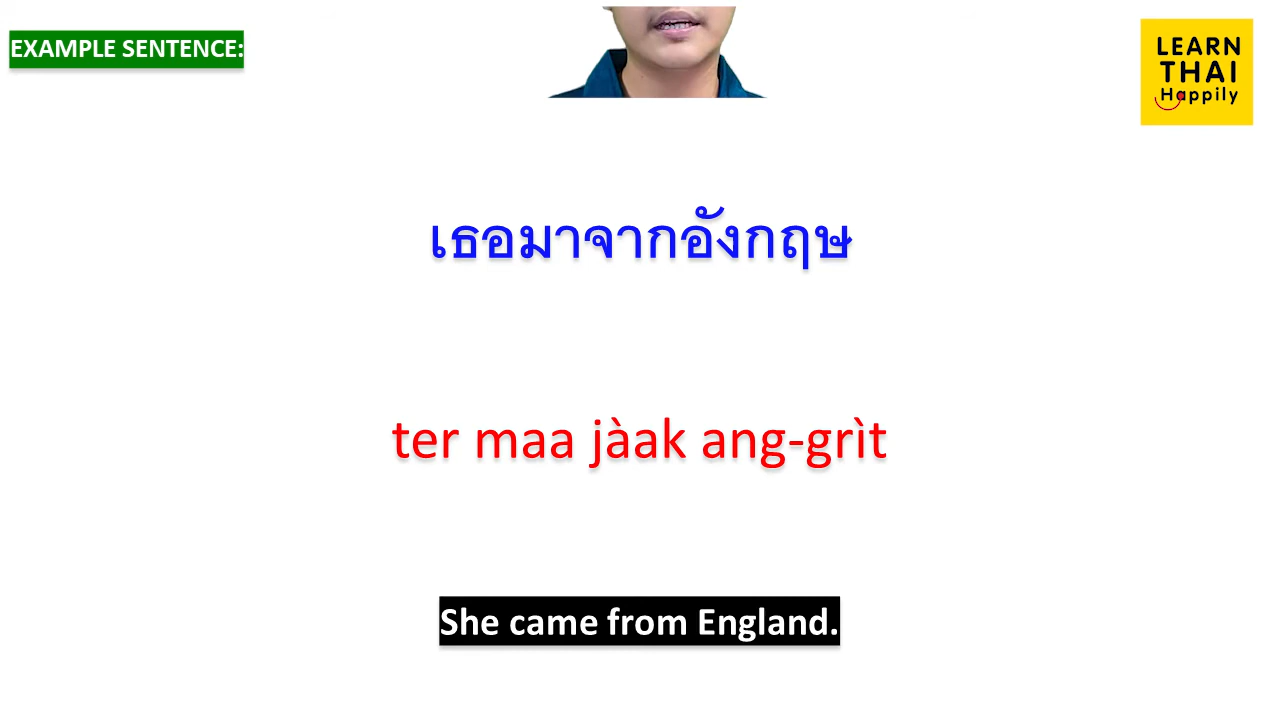 EXAMPLE SENTENCE:
LEARN
THAI
Happily
เธอมาจากอังกฤษ
ter maa jàak ang-grìt
She came from England.